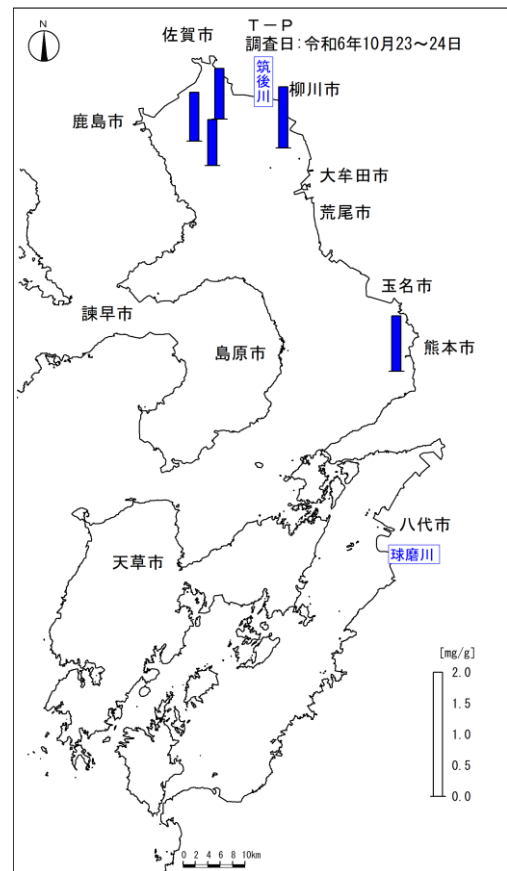 N
T－P
調査日：令和6年10月23～24日
佐賀市
筑後川
柳川市
鹿島市
大牟田市
荒尾市
玉名市
諫早市
島原市
熊本市
八代市
球磨川
天草市
[mg/g]
2.0
1.5
1.0
0.5
0.0
0 2 4 6 8 10km